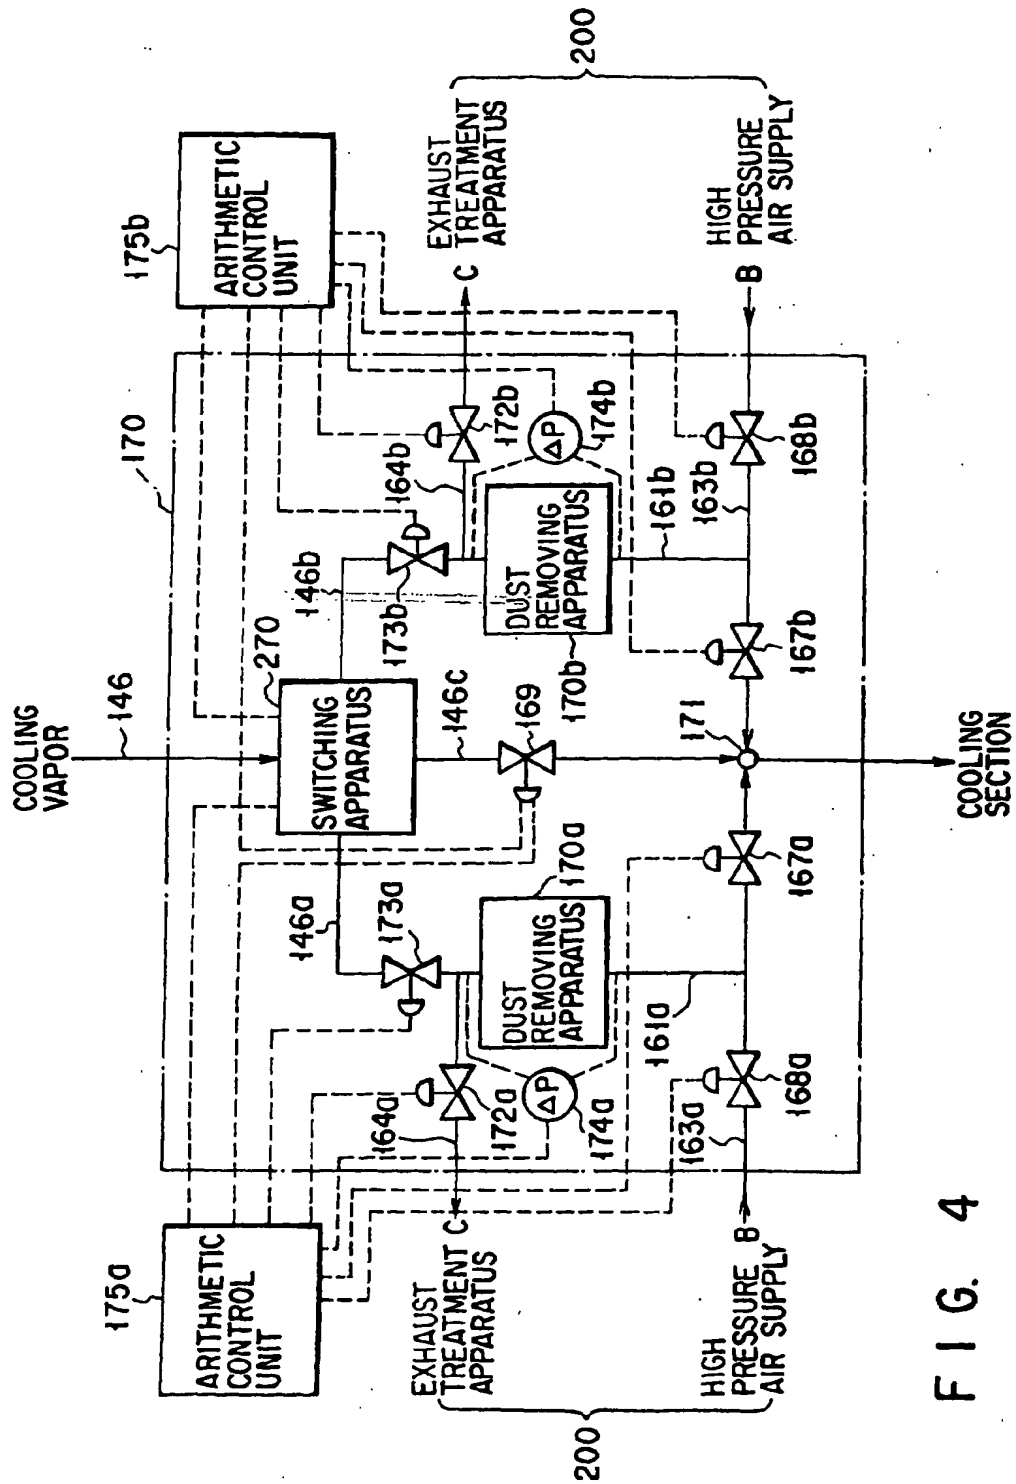 200
EXHAUST
TREATMENT
APPARATUS
HIGH
PRESSURE
AIR SUPPLY
C
B
175b
ARITHMETIC
CONTROL
UNIT
170
164b
172b
ΔP
174b
168b
163b
161b
146b
173b
DUST
REMOVING
APPARATUS
170b
167b
COOLING
VAPOR
146
270
SWITCHING
APPARATUS
146c
169
171
COOLING
SECTION
146a
173a
170a
DUST
REMOVING
APPARATUS
167a
161a
164a
172a
ΔP
174a
163a
168a
175a
ARITHMETIC
CONTROL
UNIT
C
EXHAUST
TREATMENT
APPARATUS
B
HIGH
PRESSURE
AIR SUPPLY
200
FIG. 4